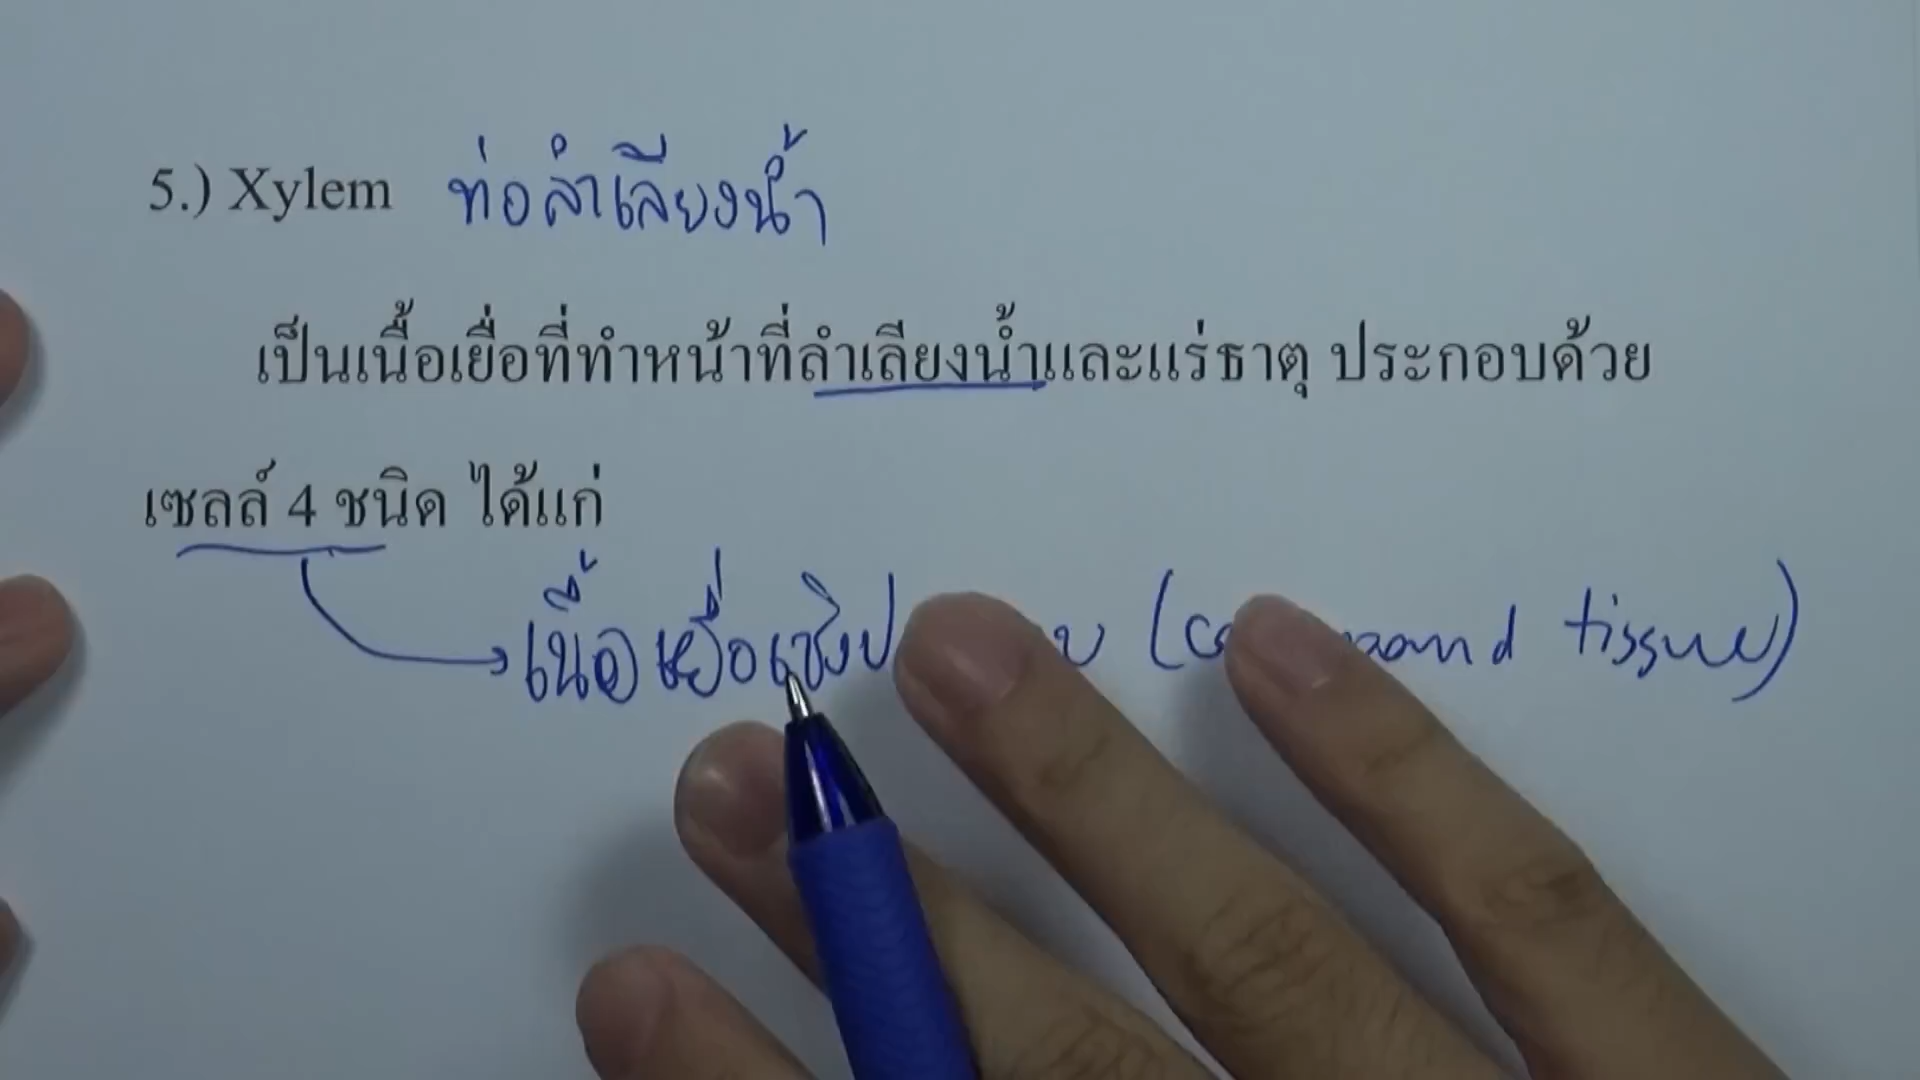 5.) Xylem ท่อลำเลียงน้ำ
เป็นเนื้อเยื่อที่ทำหน้าที่ลำเลียงน้ำและแร่ธาตุ ประกอบด้วย
เซลล์ 4 ชนิด ได้แก่
เนื้อเยื่อเชิง tissue)